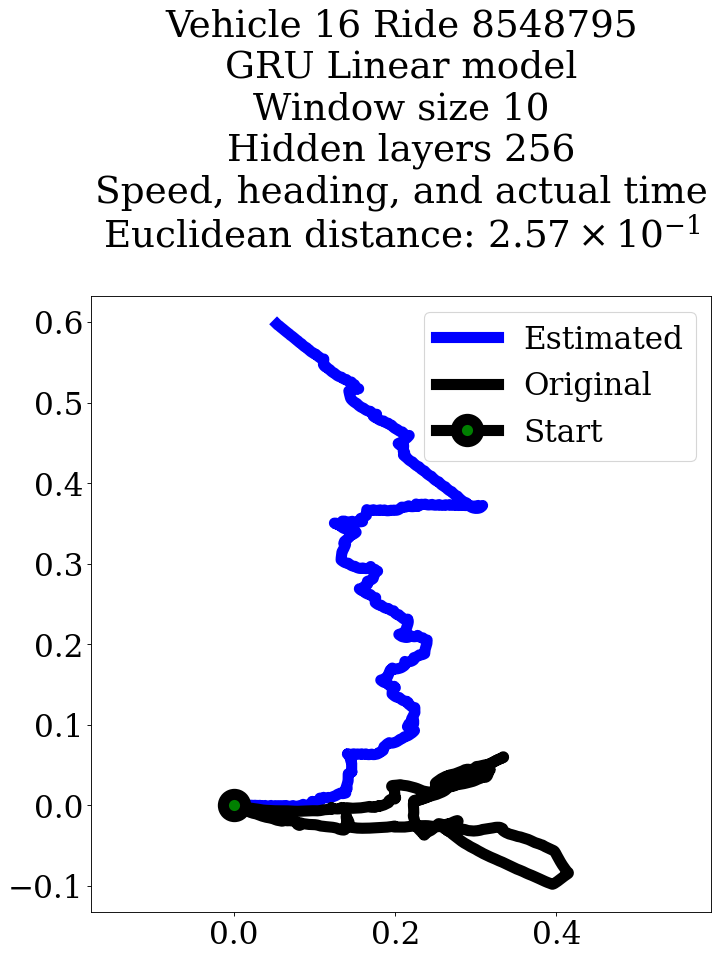 Vehicle 16 Ride 8548795
GRU Linear model
Window size 10
Hidden layers 256
Speed, heading, and actual time
Euclidean distance: 2.57 × 10⁻¹
Estimated
Original
Start
0.6
0.5
0.4
0.3
0.2
0.1
0.0
−0.1
0.0 0.2 0.4